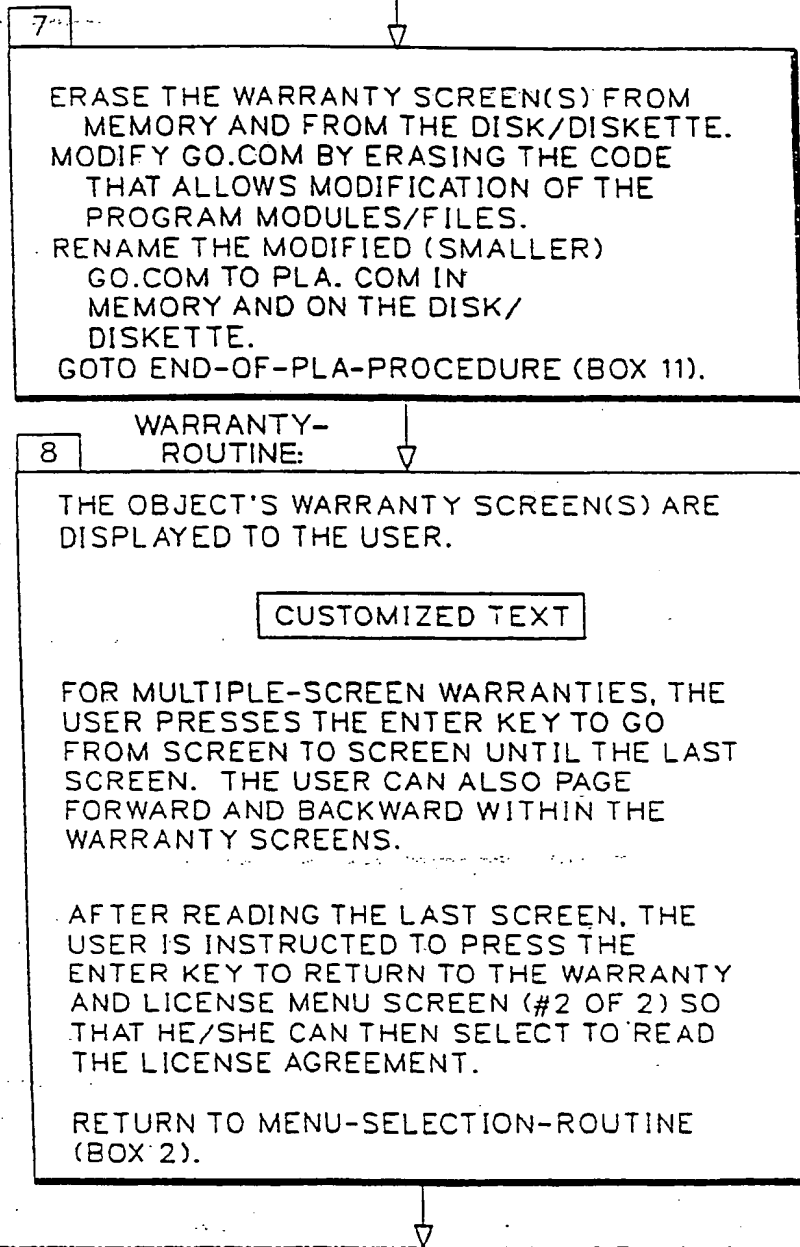 7
ERASE THE WARRANTY SCREEN(S) FROM
MEMORY AND FROM THE DISK/DISKETTE.
MODIFY GO.COM BY ERASING THE CODE
THAT ALLOWS MODIFICATION OF THE
PROGRAM MODULES/FILES.
RENAME THE MODIFIED (SMALLER)
GO.COM TO PLA. COM IN
MEMORY AND ON THE DISK/
DISKETTE.
GOTO END-OF-PLA-PROCEDURE (BOX 11).
WARRANTY-
ROUTINE:
8
THE OBJECT'S WARRANTY SCREEN(S) ARE
DISPLAYED TO THE USER.
CUSTOMIZED TEXT
FOR MULTIPLE-SCREEN WARRANTIES, THE
USER PRESSES THE ENTER KEY TO GO
FROM SCREEN TO SCREEN UNTIL THE LAST
SCREEN. THE USER CAN ALSO PAGE
FORWARD AND BACKWARD WITHIN THE
WARRANTY SCREENS.
AFTER READING THE LAST SCREEN, THE
USER IS INSTRUCTED TO PRESS THE
ENTER KEY TO RETURN TO THE WARRANTY
AND LICENSE MENU SCREEN (#2 OF 2) SO
THAT HE/SHE CAN THEN SELECT TO READ
THE LICENSE AGREEMENT.
RETURN TO MENU-SELECTION-ROUTINE
(BOX 2).